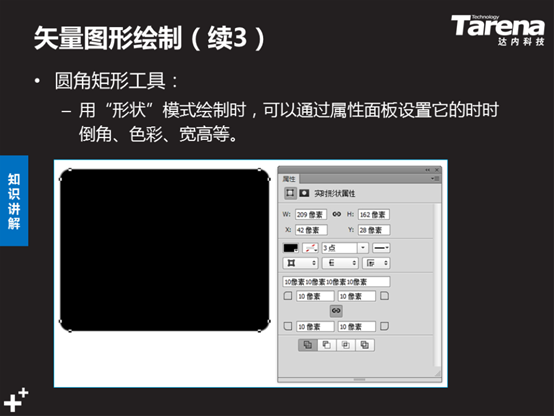 矢量图形绘制（续3）
Technology
Tarena
达内科技
• 圆角矩形工具：
– 用“形状”模式绘制时，可以通过属性面板设置它的时时
倒角、色彩、宽高等。
知识讲解
属性
实时形状属性
W: 209 像素 H: 162 像素
X: 42 像素 Y: 28 像素
3 点
10像素10像素10像素10像素
10 像素 10 像素
10 像素 10 像素